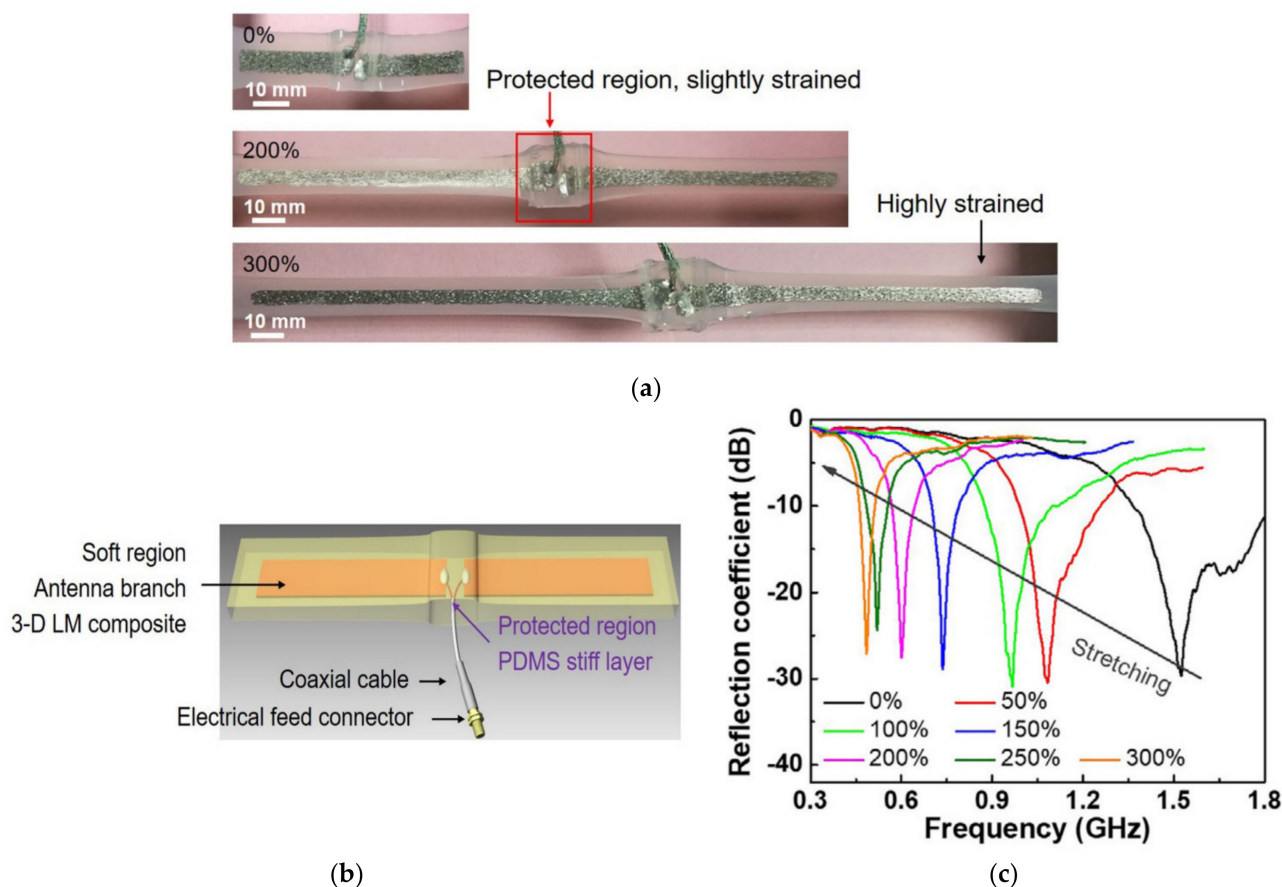 0%
10 mm
Protected region, slightly strained
200%
10 mm
Highly strained
300%
10 mm
(a)
Soft region
Antenna branch
3-D LM composite
Protected region
PDMS stiff layer
Coaxial cable
Electrical feed connector
(b)
Reflection coefficient (dB)
0
-10
-20
-30
-40
Stretching
0% 50%
100% 150%
200% 250% 300%
0.3 0.6 0.9 1.2 1.5 1.8
Frequency (GHz)
(c)